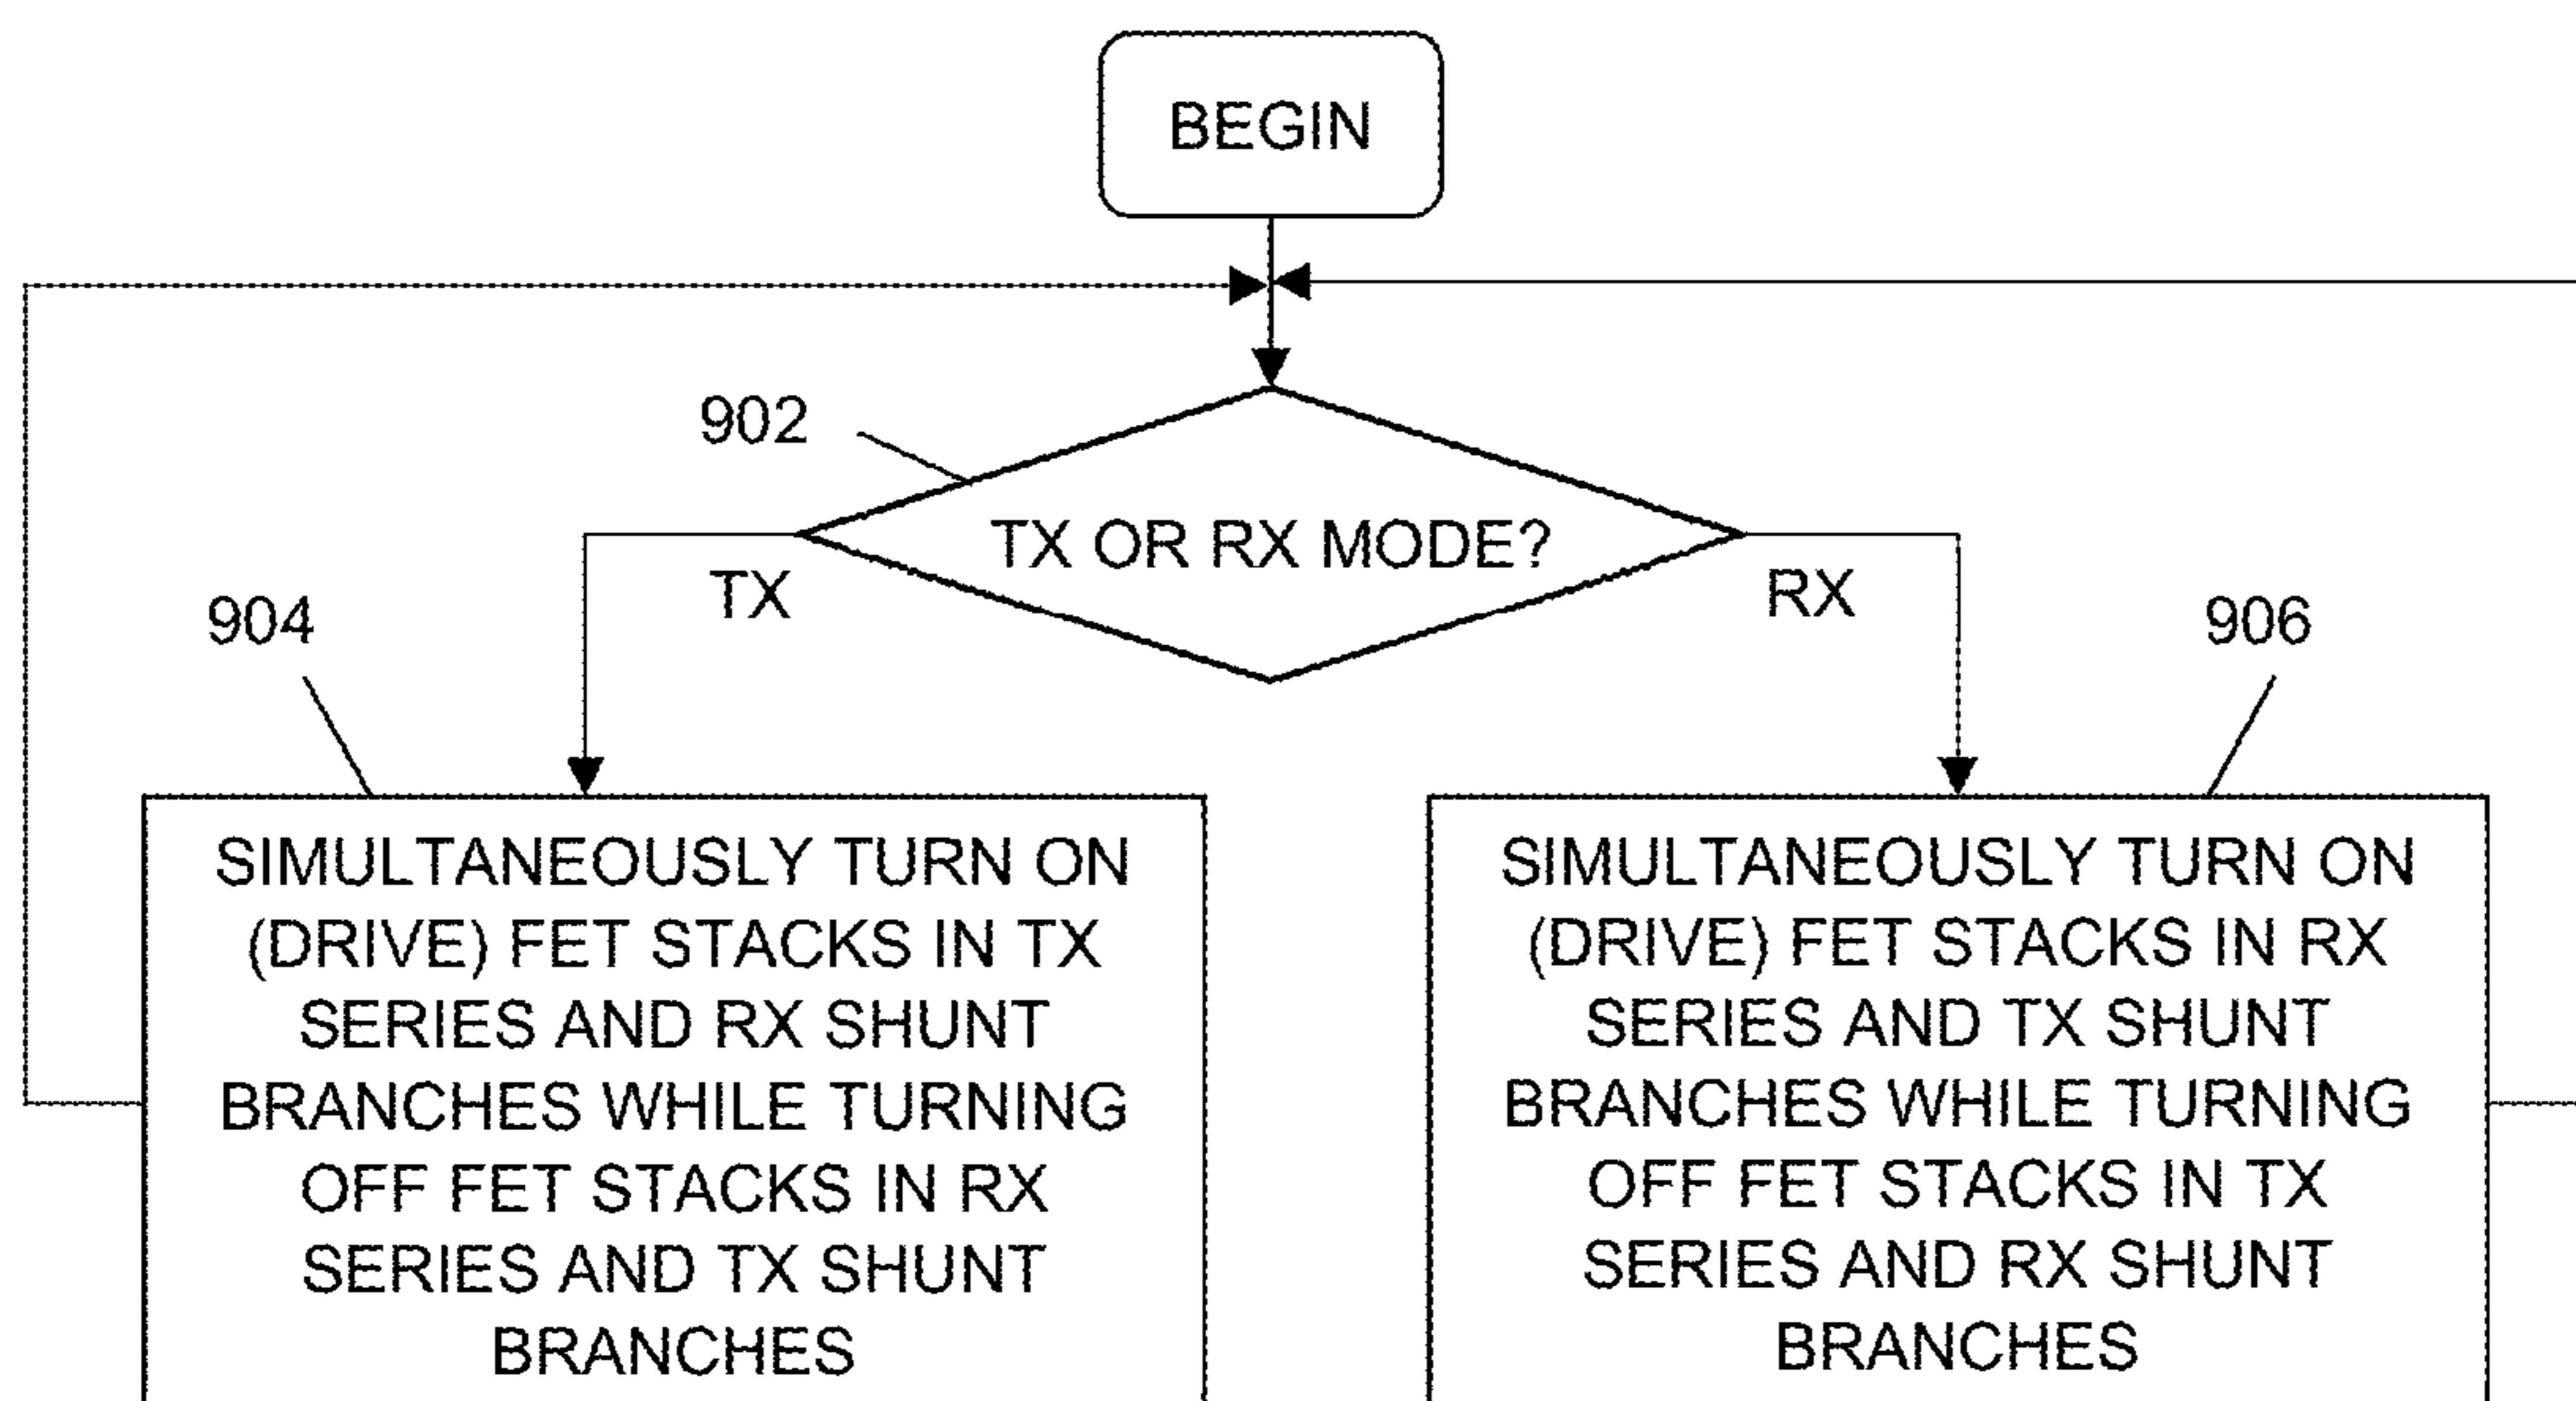 BEGIN
902
TX OR RX MODE?
TX
RX
904
906
SIMULTANEOUSLY TURN ON
(DRIVE) FET STACKS IN TX
SERIES AND RX SHUNT
BRANCHES WHILE TURNING
OFF FET STACKS IN RX
SERIES AND TX SHUNT
BRANCHES
SIMULTANEOUSLY TURN ON
(DRIVE) FET STACKS IN RX
SERIES AND TX SHUNT
BRANCHES WHILE TURNING
OFF FET STACKS IN TX
SERIES AND RX SHUNT
BRANCHES